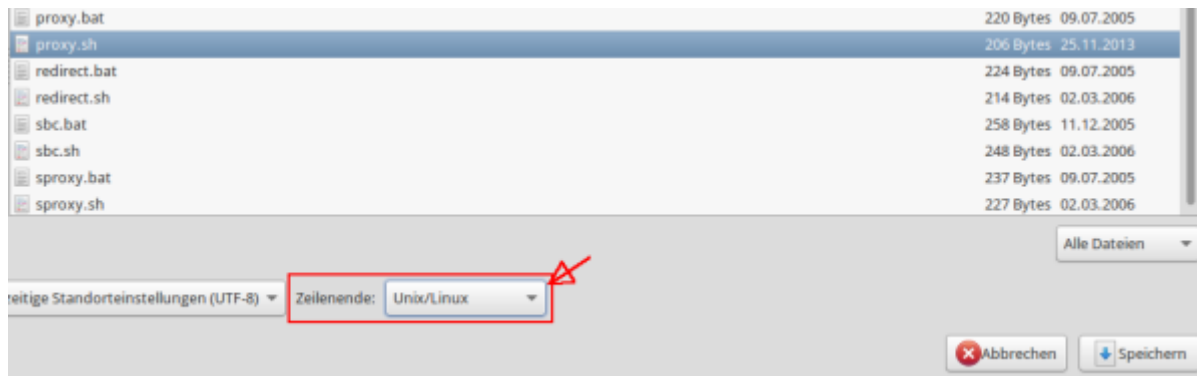 proxy.bat 220 Bytes 09.07.2005
proxy.sh 206 Bytes 25.11.2013
redirect.bat 224 Bytes 09.07.2005
redirect.sh 214 Bytes 02.03.2006
sbc.bat 258 Bytes 11.12.2005
sbc.sh 248 Bytes 02.03.2006
sproxy.bat 237 Bytes 09.07.2005
sproxy.sh 227 Bytes 02.03.2006
Alle Dateien
zeitige Standorteinstellungen (UTF-8) Zeilenende: Unix/Linux
Abbrechen Speichern